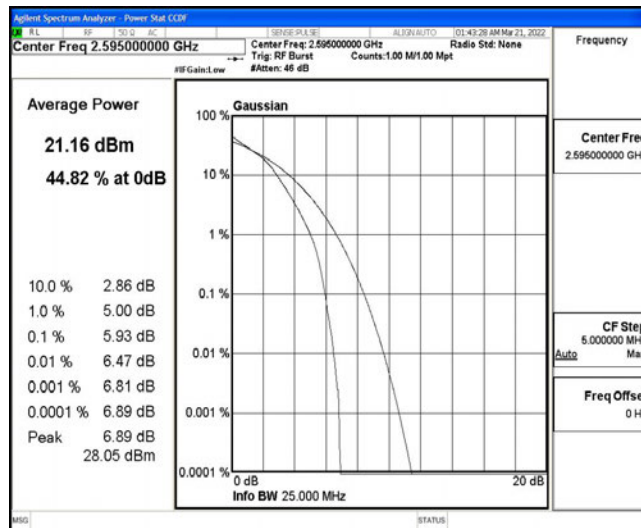 Agilent Spectrum Analyzer - Power Stat CCDF
RL RF 50 Ω AC SENSE:PULSE ALIGN AUTO 01:43:28 AM Mar 21, 2022
Center Freq 2.595000000 GHz
Center Freq: 2.595000000 GHz Radio Std: None
Trig: RF Burst Counts:1.00 M/1.00 Mpt
#IFGain:Low #Atten: 46 dB
Frequency
Average Power
21.16 dBm
44.82 % at 0dB
10.0 % 2.86 dB
1.0 % 5.00 dB
0.1 % 5.93 dB
0.01 % 6.47 dB
0.001 % 6.81 dB
0.0001 % 6.89 dB
Peak 6.89 dB
28.05 dBm
Gaussian
100 %
10 %
1 %
0.1 %
0.01 %
0.001 %
0.0001 %
0 dB 20 dB
Info BW 25.000 MHz
Center Fre
2.595000000 GH
CF Step
5.000000 MH
Auto Ma
Freq Offse
0 H
MSG STATUS